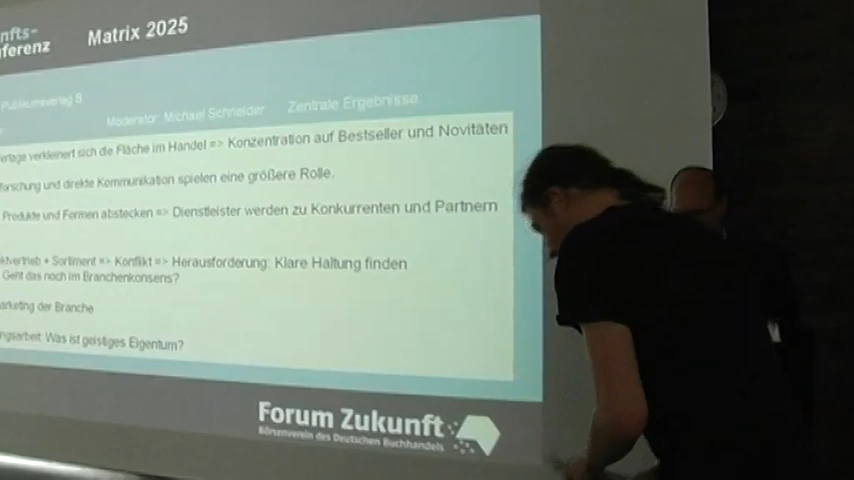 nfts-
ferenz
Matrix 2025
Publikumsverlag B
Moderator: Michael Schneider
Zentrale Ergebnisse:
erlage verkleinert sich die Fläche im Handel => Konzentration auf Bestseller und Novitäten
forschung und direkte Kommunikation spielen eine größere Rolle.
Produkte und Formen abstecken => Dienstleister werden zu Konkurrenten und Partnern
ktvertrieb + Sortiment => Konflikt => Herausforderung: Klare Haltung finden
Geht das noch im Branchenkonsens?
arketing der Branche
ngsarbeit: Was ist geistiges Eigentum?
Forum Zukunft
Börsenverein des Deutschen Buchhandels